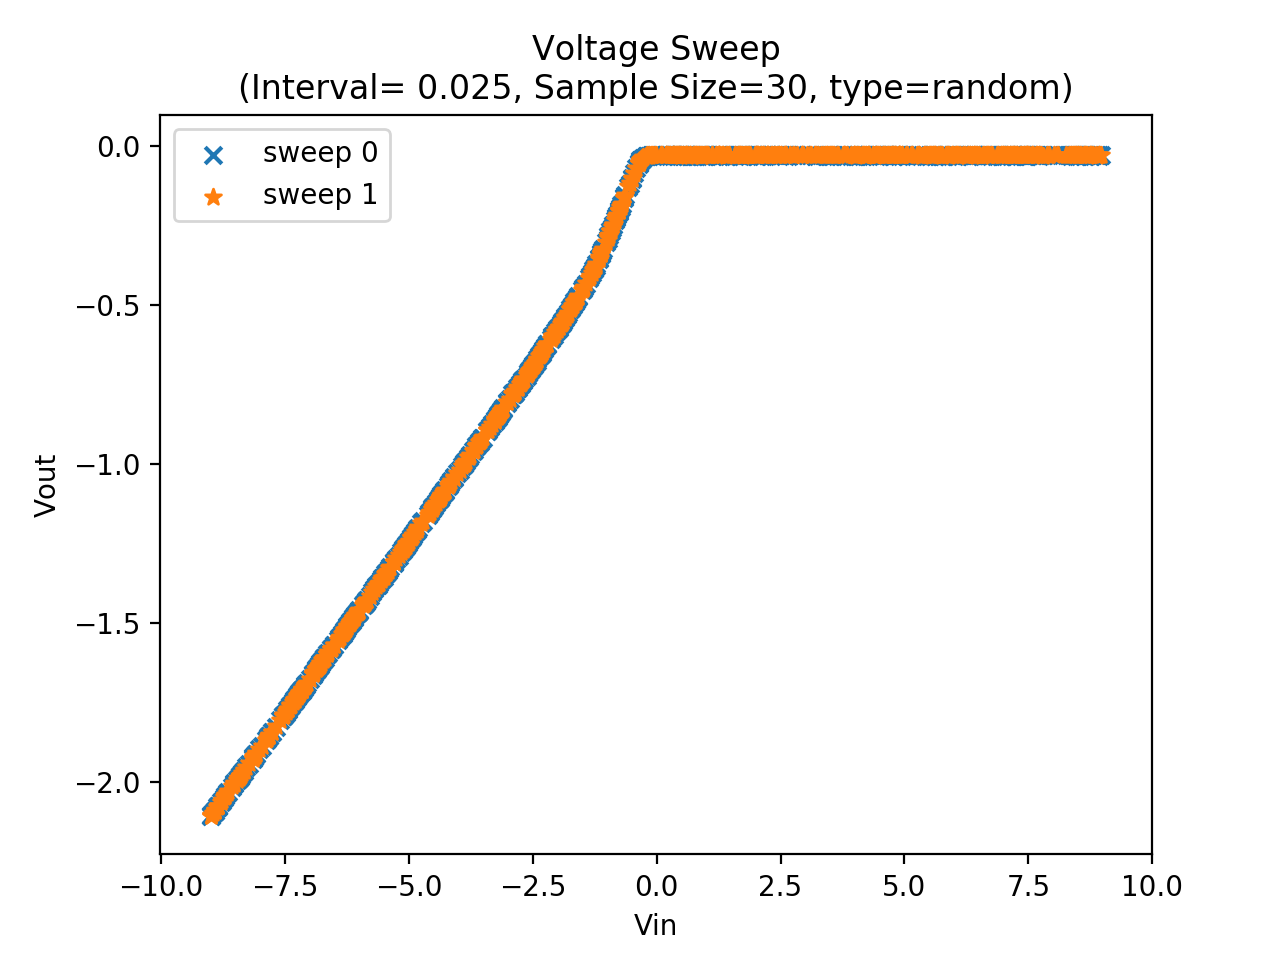 Voltage Sweep
(Interval= 0.025, Sample Size=30, type=random)
sweep 0
sweep 1
0.0
−0.5
−1.0
−1.5
−2.0
Vout
−10.0 −7.5 −5.0 −2.5 0.0 2.5 5.0 7.5 10.0
Vin